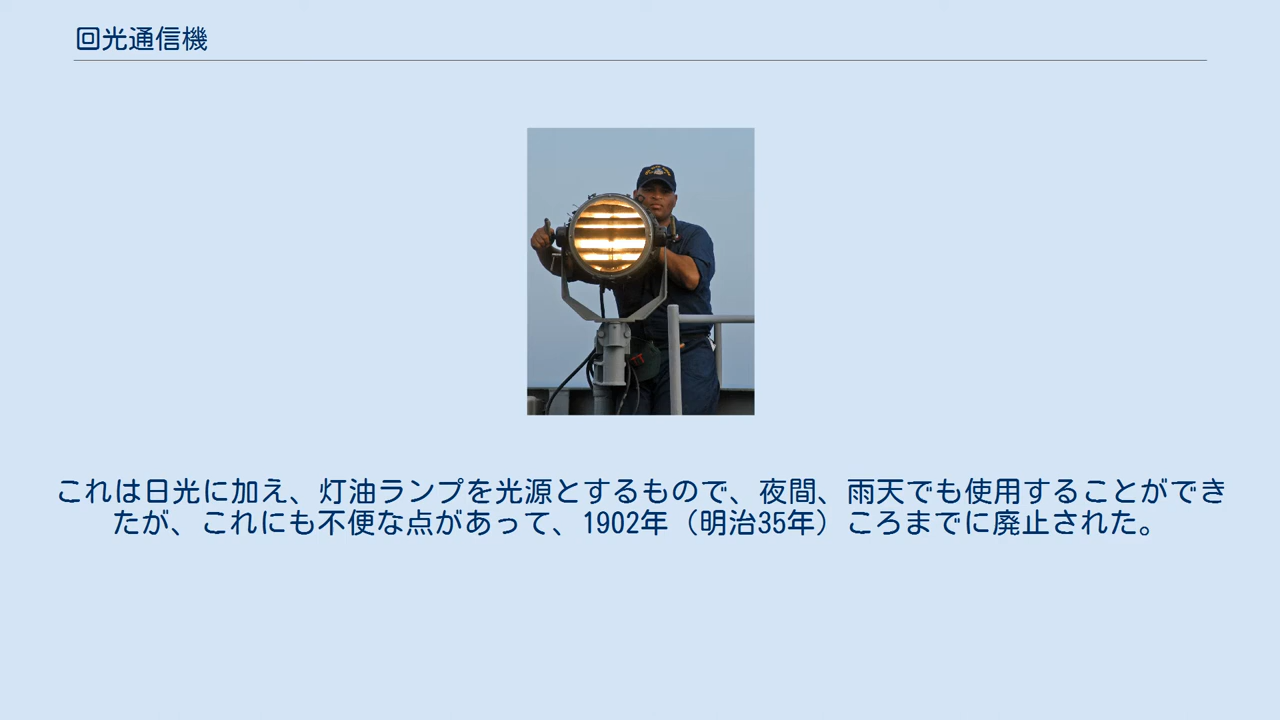 回光通信機
これは日光に加え、灯油ランプを光源とするもので、夜間、雨天でも使用することができ
たが、これにも不便な点があって、1902年（明治35年）ころまでに廃止された。